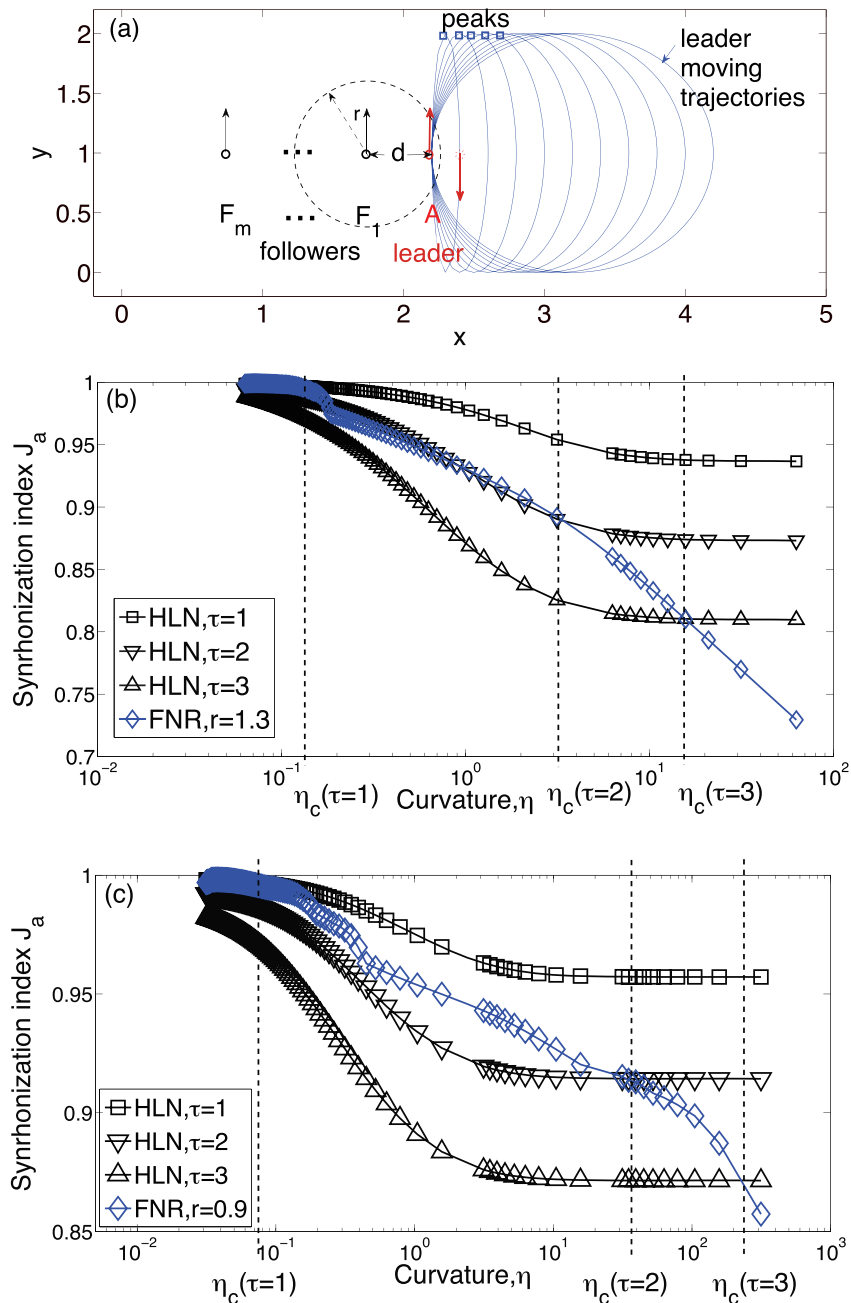 (a)
peaks
leader
moving
trajectories
r
d
F_m
F_1
A
followers
leader
y
2
1.5
1
0.5
0
0 1 2 3 4 5
x
(b)
Synrhonization index J_a
1
0.95
0.9
0.85
0.8
0.75
0.7
HLN,τ=1
HLN,τ=2
HLN,τ=3
FNR,r=1.3
10^-2 10^-1 10^0 10^1 10^2
η_c(τ=1) Curvature,η η_c(τ=2) η_c(τ=3)
(c)
Synrhonization index J_a
1
0.95
0.9
0.85
HLN,τ=1
HLN,τ=2
HLN,τ=3
FNR,r=0.9
10^-2 10^-1 10^0 10^1 10^2 10^3
η_c(τ=1) Curvature,η η_c(τ=2) η_c(τ=3)